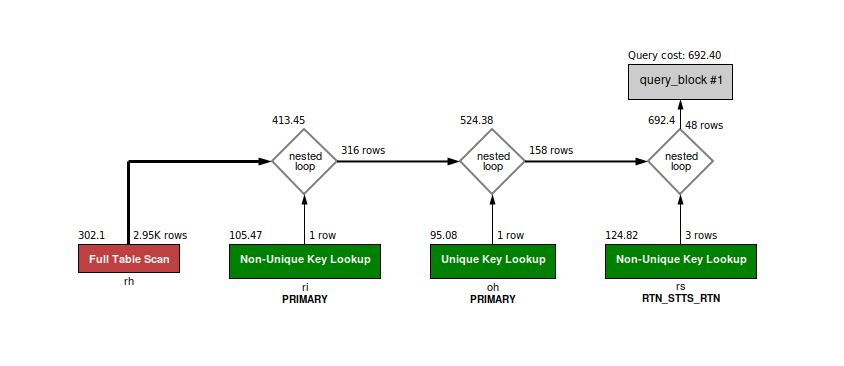 Query cost: 692.40
query_block #1
413.45
524.38
692.4
48 rows
nested
loop
316 rows
nested
loop
158 rows
nested
loop
302.1
2.95K rows
105.47
1 row
95.08
1 row
124.82
3 rows
Full Table Scan
Non-Unique Key Lookup
Unique Key Lookup
Non-Unique Key Lookup
rh
ri
oh
rs
PRIMARY
PRIMARY
RTN_STTS_RTN